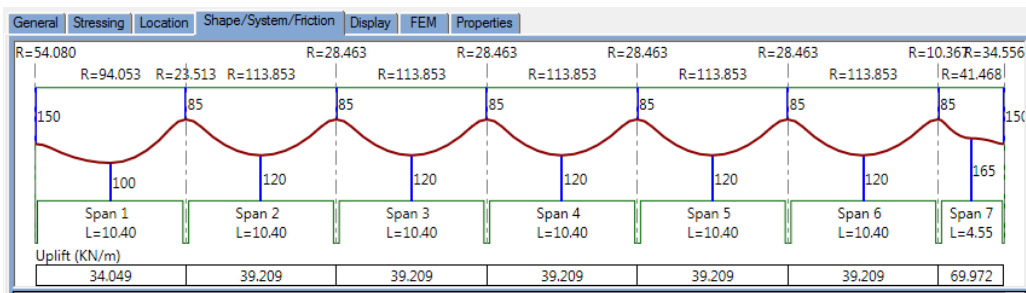 General Stressing Location Shape/System/Friction Display FEM Properties
R=54.080 R=28.463 R=28.463 R=28.463 R=28.463 R=10.367 R=34.556
R=94.053 R=23.513 R=113.853 R=113.853 R=113.853 R=113.853 R=113.853 R=41.468
150 85 85 85 85 85 85 150
100 120 120 120 120 120 165
Span 1 Span 2 Span 3 Span 4 Span 5 Span 6 Span 7
L=10.40 L=10.40 L=10.40 L=10.40 L=10.40 L=10.40 L=4.55
Uplift (KN/m)
34.049 39.209 39.209 39.209 39.209 39.209 69.972